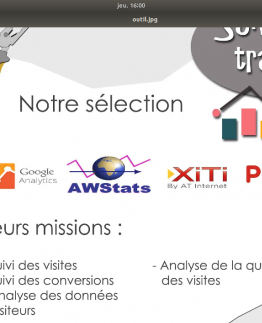 jeu. 16:00
outil.jpg
tra
Notre sélection
Google
Analytics
AWStats
XiTi
By AT Internet
P
eurs missions :
uivi des visites
uivi des conversions
nalyse des données
siteurs
- Analyse de la qu
des visites